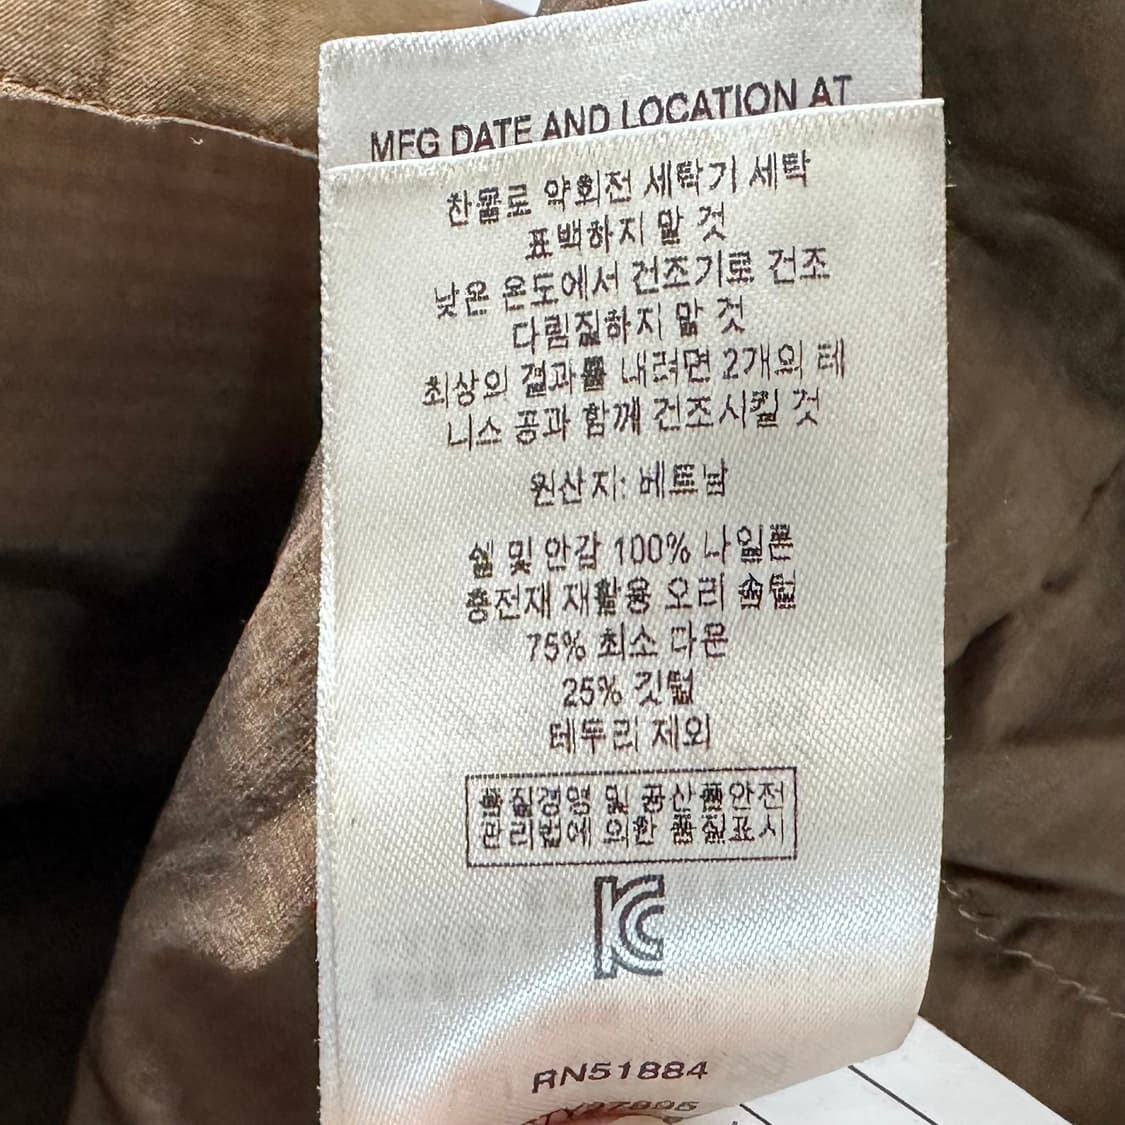 MFG DATE AND LOCATION AT
찬물로 약회전 세탁기 세탁
표백하지 말 것
낮은 온도에서 건조기로 건조
다림질하지 말 것
최상의 결과를 내려면 2개의 테
니스 공과 함께 건조시킬 것
원산지: 베트남
쉘 및 안감 100% 나일론
충전재 재활용 오리 솜털
75% 최소 다운
25% 깃털
테두리 제외
품질경영 및 공산품안전
관리법에 의한 품질표시
KC
RN51884
STY27895